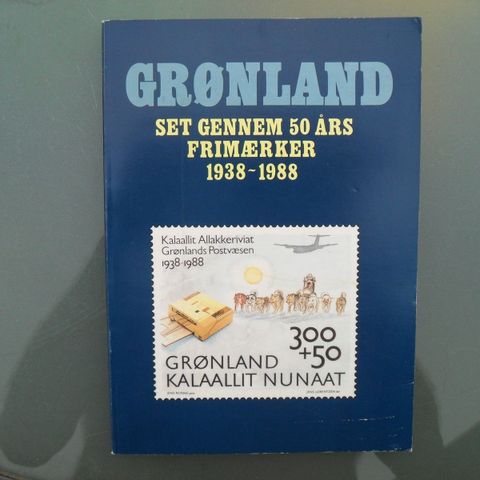 GRØNLAND
SET GENNEM 50 ÅRS
FRIMÆRKER
1938~1988
Kalaallit Allakkeriviat
Grønlands Postvæsen
1938-1988
300
+50
GRØNLAND
KALAALLIT NUNAAT